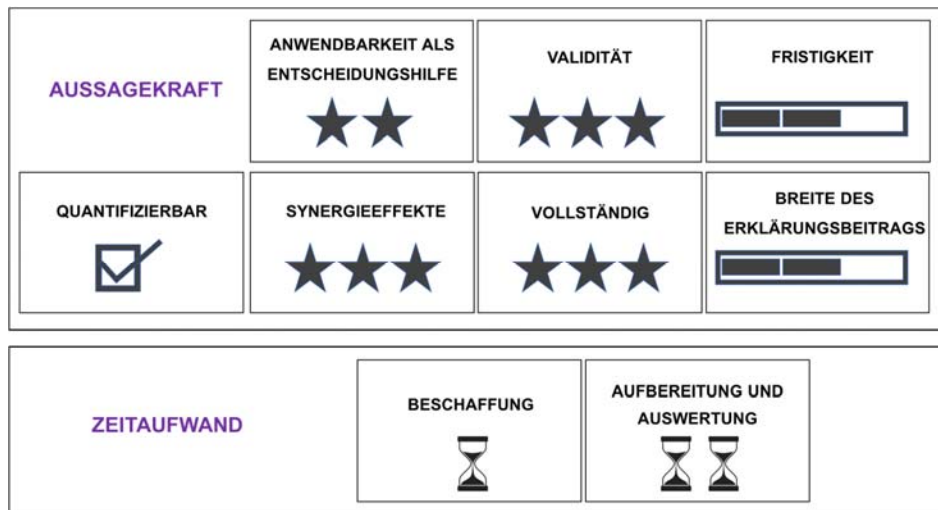 AUSSAGEKRAFT
ANWENDBARKEIT ALS
ENTSCHEIDUNGSHILFE
VALIDITÄT
FRISTIGKEIT
QUANTIFIZIERBAR
SYNERGIEEFFEKTE
VOLLSTÄNDIG
BREITE DES
ERKLÄRUNGSBEITRAGS
ZEITAUFWAND
BESCHAFFUNG
AUFBEREITUNG UND
AUSWERTUNG